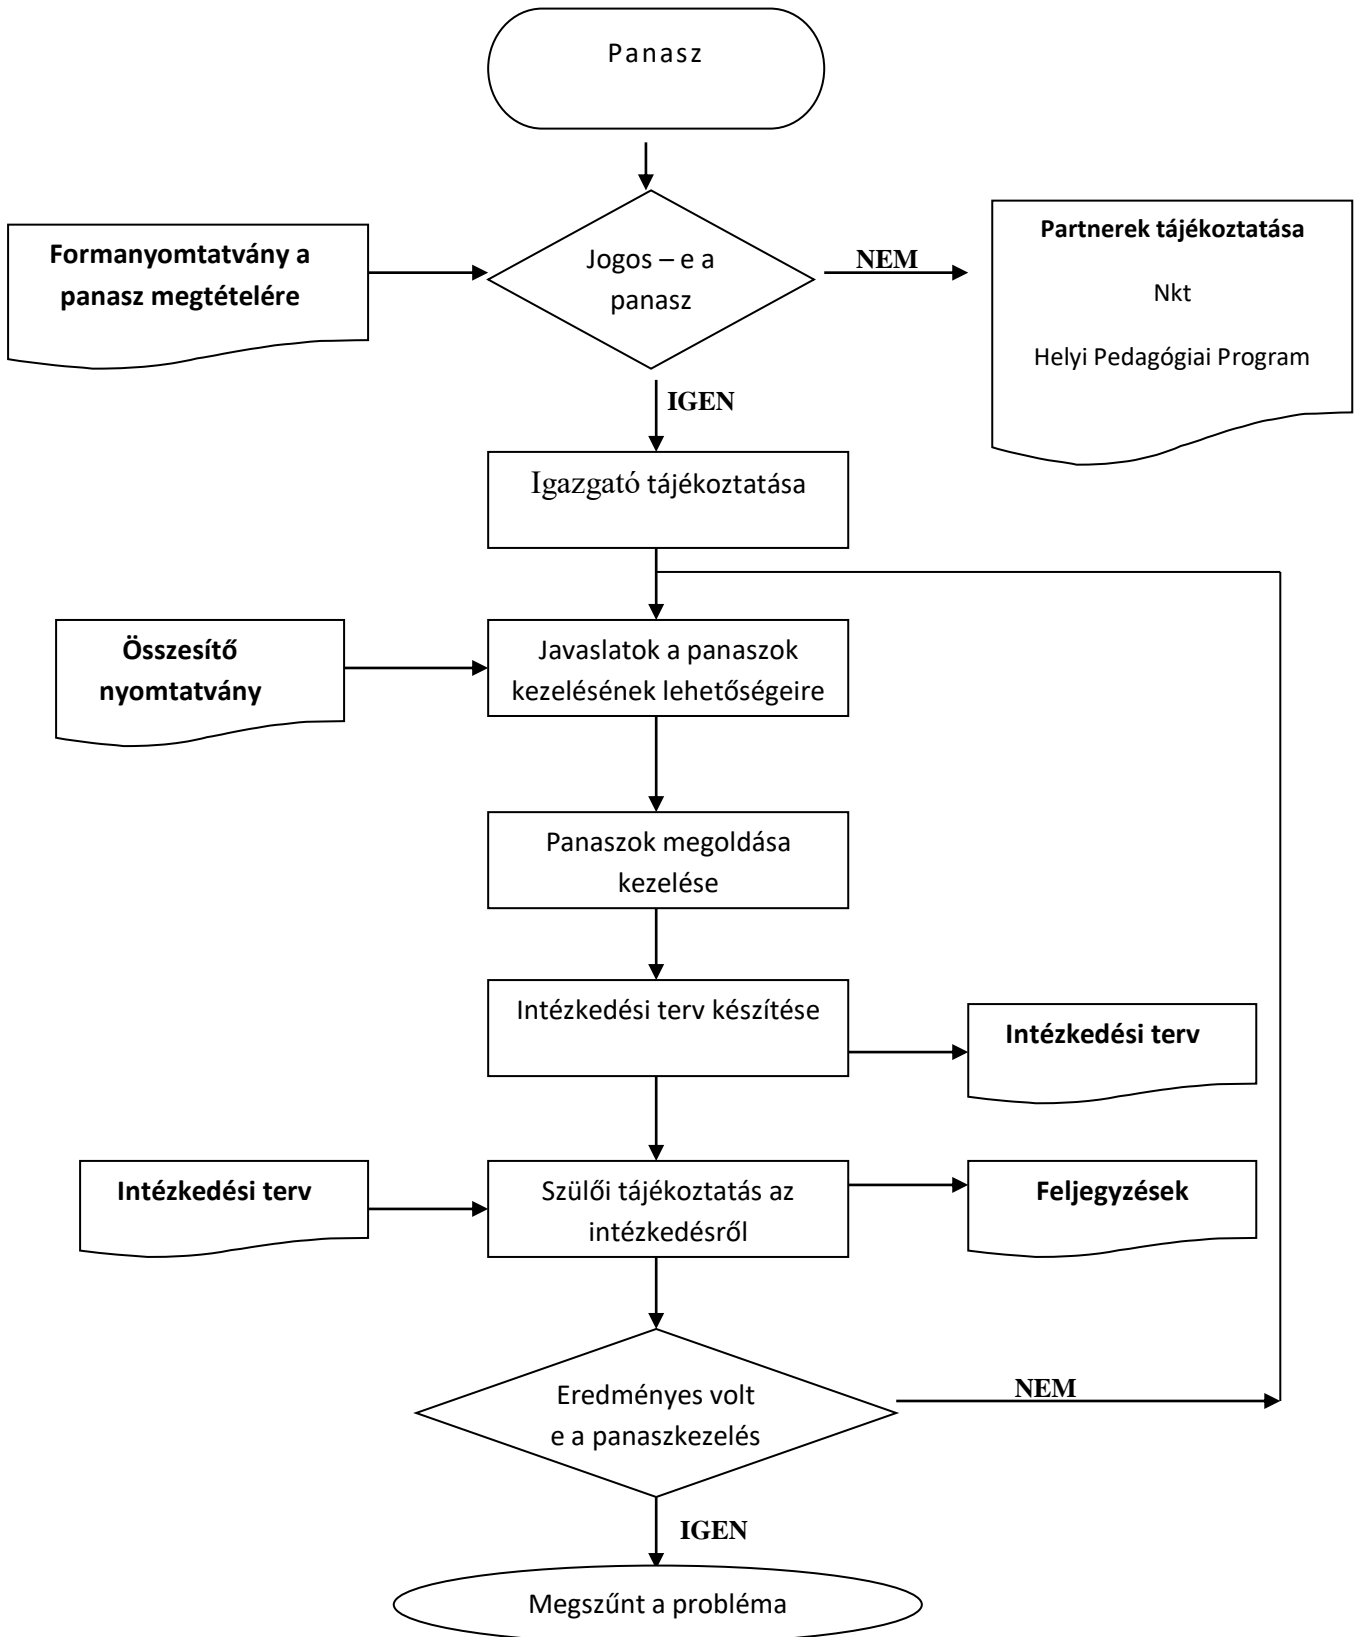 Panasz
Formanyomtatvány a
panasz megtételére
Jogos – e a
panasz
NEM
Partnerek tájékoztatása
Nkt
Helyi Pedagógiai Program
IGEN
Igazgató tájékoztatása
Összesítő
nyomtatvány
Javaslatok a panaszok
kezelésének lehetőségeire
Panaszok megoldása
kezelése
Intézkedési terv készítése
Intézkedési terv
Intézkedési terv
Szülői tájékoztatás az
intézkedésről
Feljegyzések
Eredményes volt
e a panaszkezelés
NEM
IGEN
Megszűnt a probléma